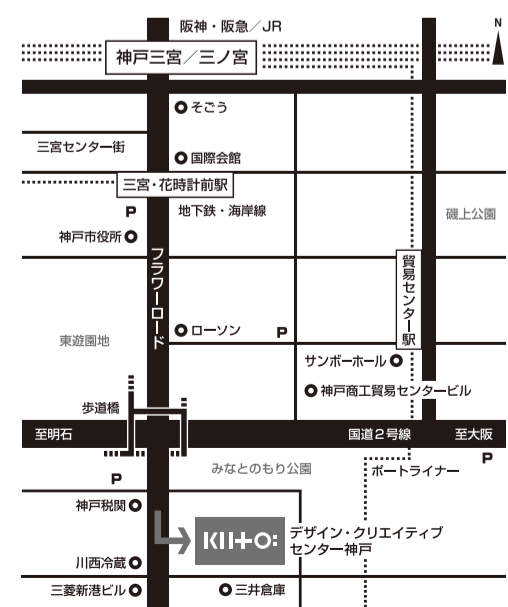 阪神・阪急／JR
N
神戸三宮／三ノ宮
そごう
三宮センター街
国際会館
三宮・花時計前駅
P
地下鉄・海岸線
磯上公園
神戸市役所
フラワーロード
貿易センター駅
ローソン
P
東遊園地
サンボーホール
神戸商工貿易センタービル
歩道橋
至明石
国道2号線
至大阪
みなとのもり公園
ポートライナー
P
P
神戸税関
KIITO:
デザイン・クリエイティブ
センター神戸
川西冷蔵
三菱新港ビル
三井倉庫